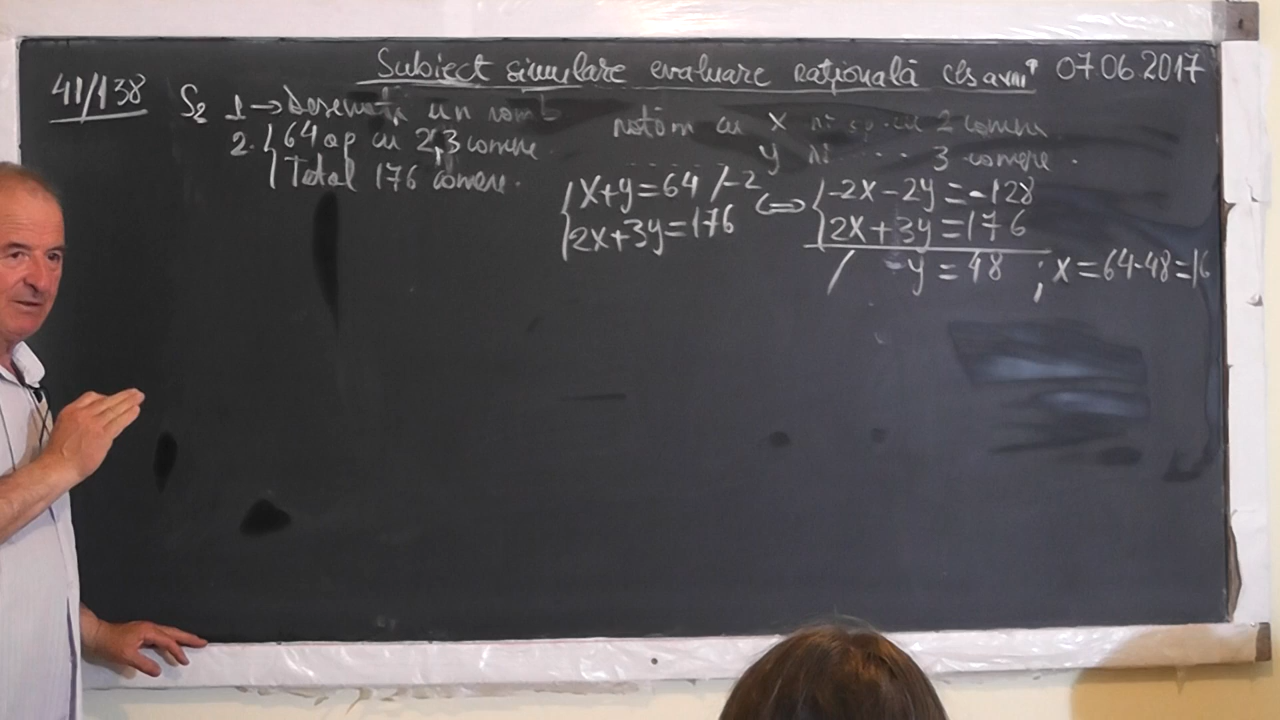 Subiect simulare evaluare națională cls a VIII a 07.06.2017
41/138 S2 1 → Desenați un romb
2. 64 ap cu 2,3 camere
Total 176 camere.
notăm cu x nr ap. cu 2 camere
y nr ... 3 camere.
x+y=64 /-2
2x+3y=176
⇔
-2x-2y=-128
2x+3y=176
/ -y=48 ; x=64-48=16